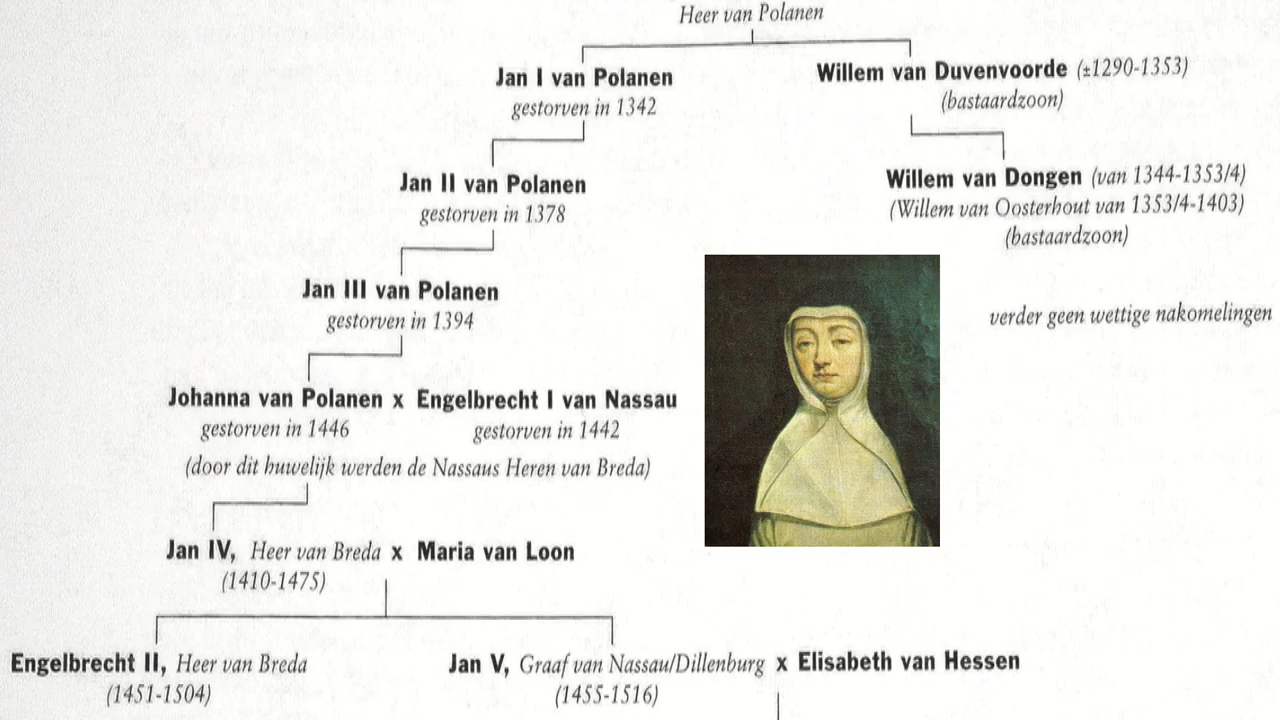 Heer van Polanen
Jan I van Polanen
gestorven in 1342
Willem van Duvenvoorde (±1290-1353)
(bastaardzoon)
Jan II van Polanen
gestorven in 1378
Willem van Dongen (van 1344-1353/4)
(Willem van Oosterhout van 1353/4-1403)
(bastaardzoon)
Jan III van Polanen
gestorven in 1394
verder geen wettige nakomelingen
Johanna van Polanen x Engelbrecht I van Nassau
gestorven in 1446 gestorven in 1442
(door dit huwelijk werden de Nassaus Heren van Breda)
Jan IV, Heer van Breda x Maria van Loon
(1410-1475)
Engelbrecht II, Heer van Breda
(1451-1504)
Jan V, Graaf van Nassau/Dillenburg x Elisabeth van Hessen
(1455-1516)